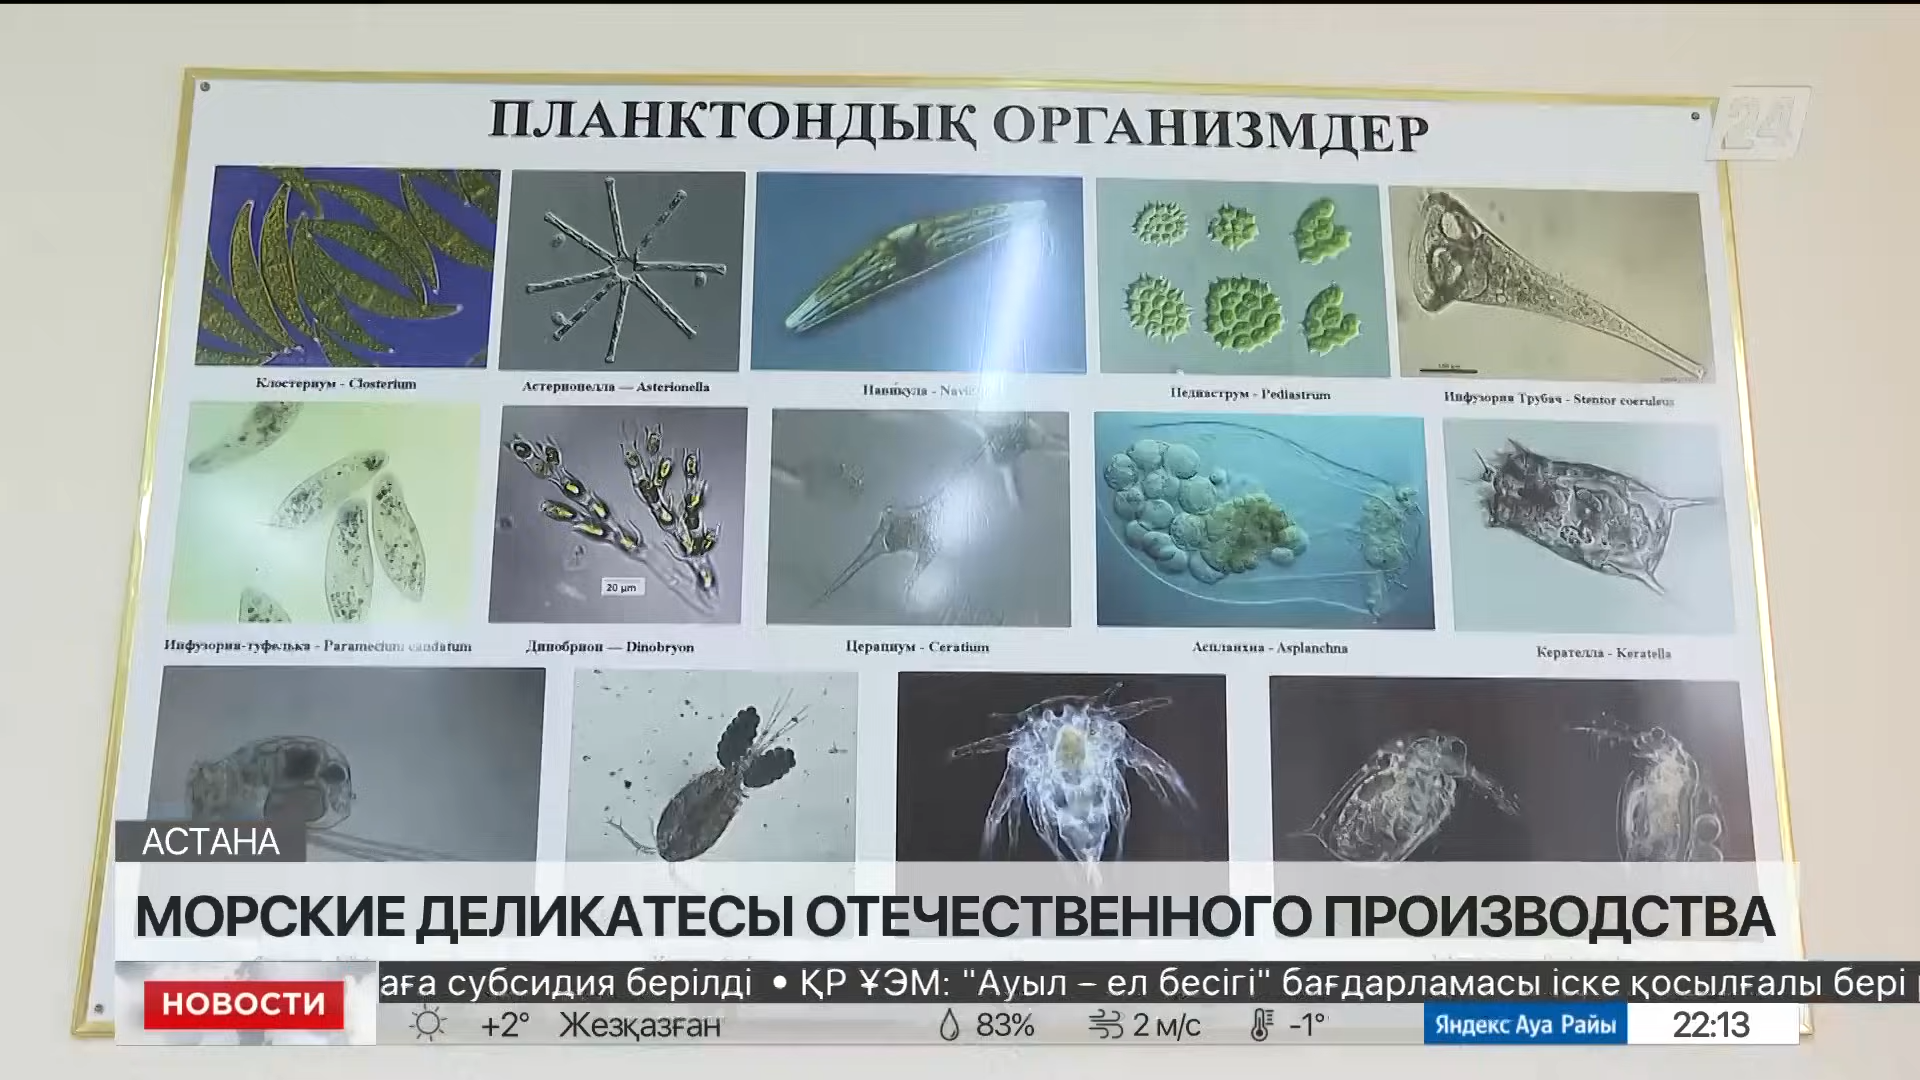 24
ПЛАНКТОНДЫҚ ОРГАНИЗМДЕР
Клостериум - Closterium
Астерионелла — Asterionella
Навикула -
Педиаструм - Pediastrum
Инфузория Трубач - Stentor coeruleus
20 µm
Инфузория-туфелька - Paramecium caudatum
Динобрион — Dinobryon
Церациум - Ceratium
Аспланхна - Asplanchna
Керателла - Keratella
АСТАНА
МОРСКИЕ ДЕЛИКАТЕСЫ ОТЕЧЕСТВЕННОГО ПРОИЗВОДСТВА
НОВОСТИ
аға субсидия берілді • ҚР ҰЭМ: "Ауыл – ел бесігі" бағдарламасы іске қосылғалы бері
+2° Жезқазған 83% 2 м/с -1° Яндекс Ауа Райы 22:13